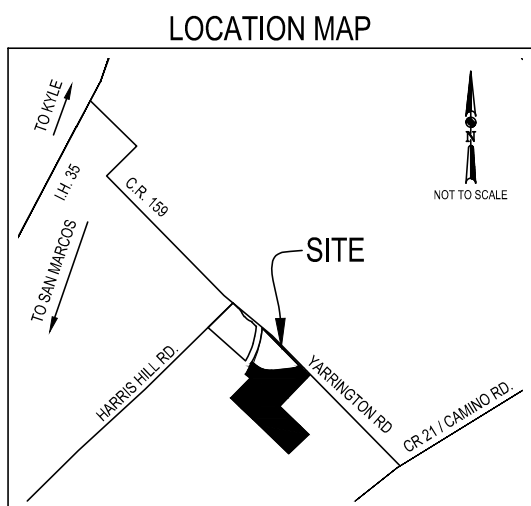 LOCATION MAP
TO KYLE
I.H. 35
C.R. 159
TO SAN MARCOS
N
NOT TO SCALE
SITE
HARRIS HILL RD.
YARRINGTON RD
CR 21 / CAMINO RD.